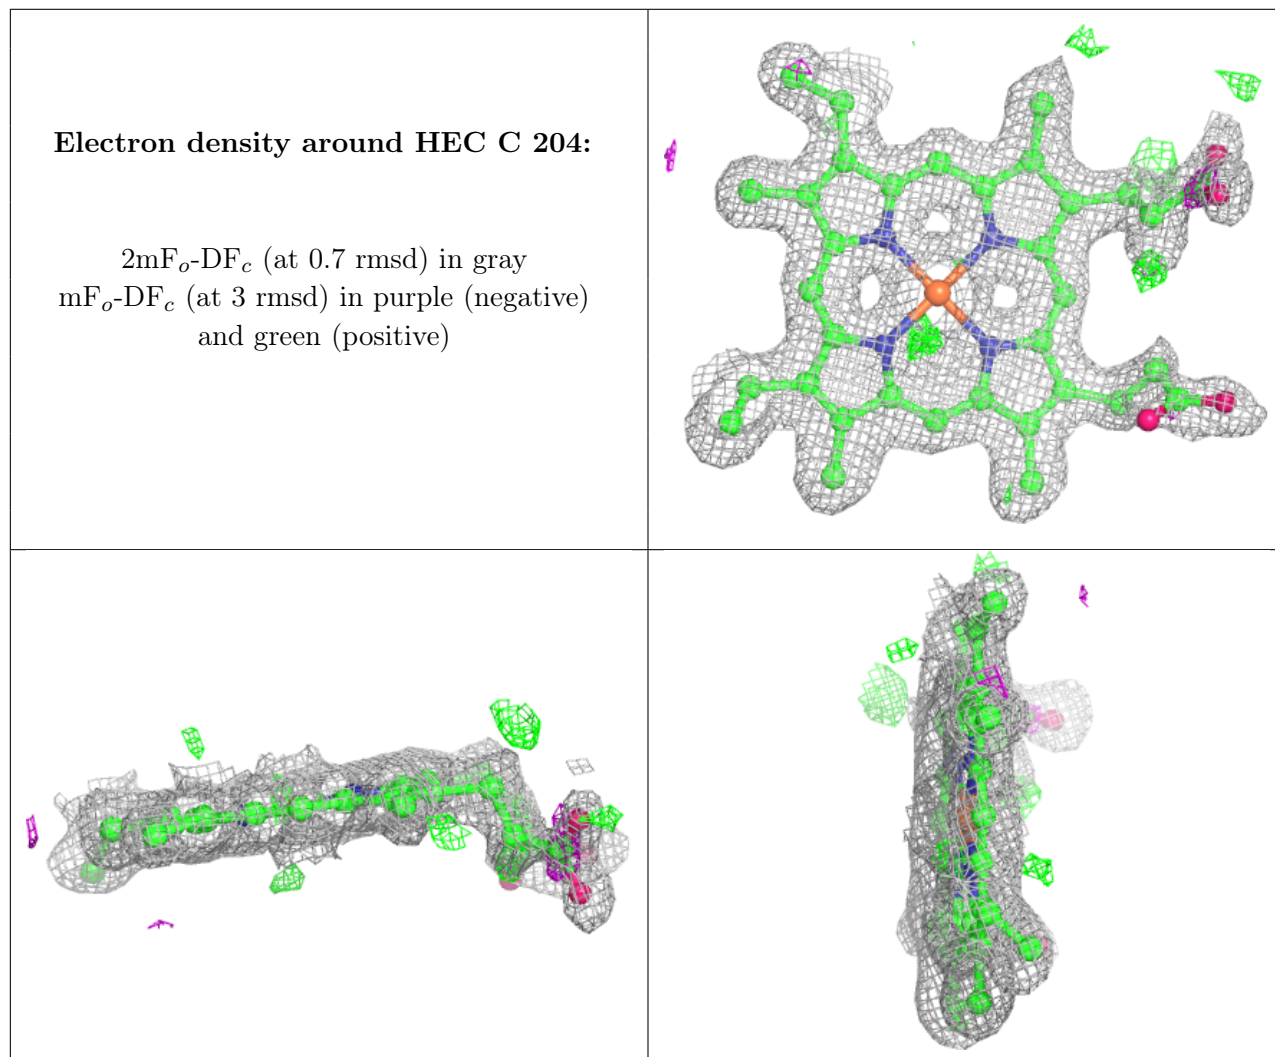 Electron density around HEC C 204:
2mFo-DFc (at 0.7 rmsd) in gray
mFo-DFc (at 3 rmsd) in purple (negative)
and green (positive)